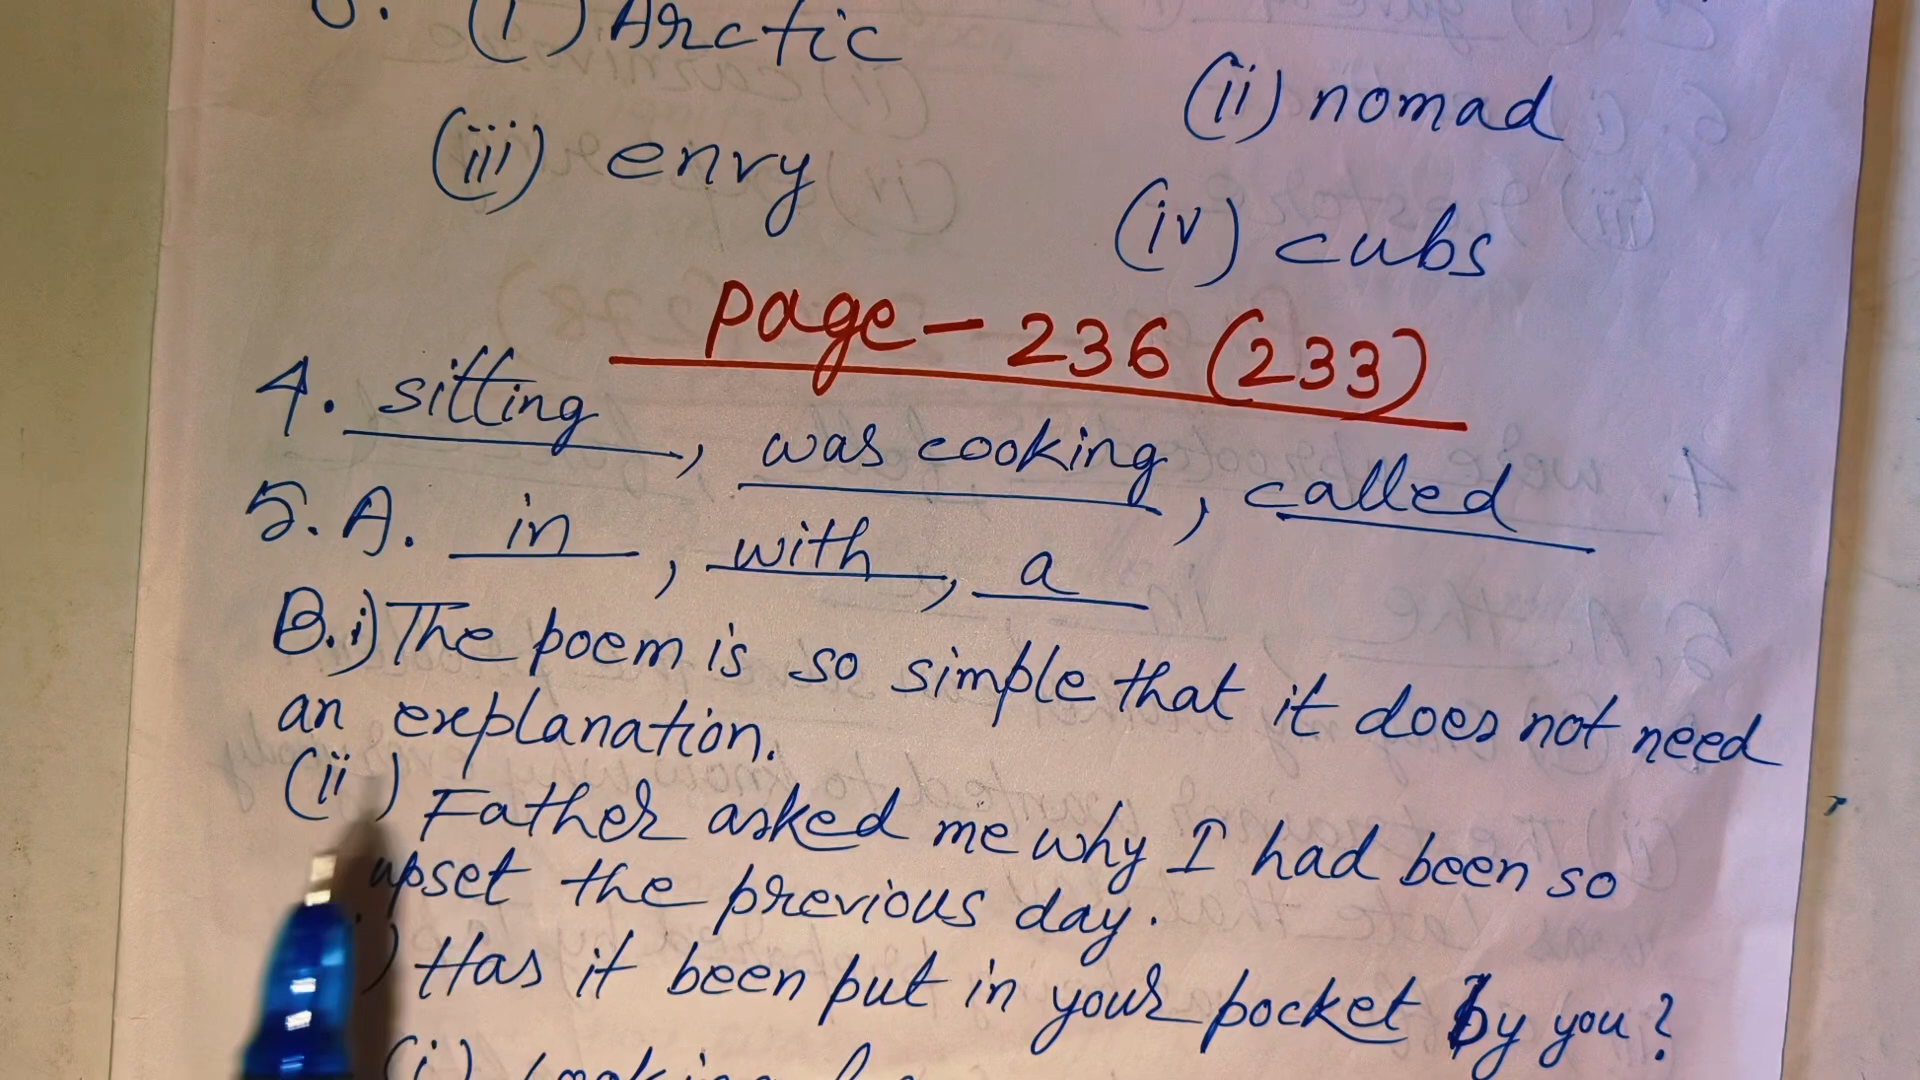 (i) Arctic
(ii) nomad
(iii) envy
(iv) cubs
page - 236 (233)
4. sitting, was cooking, called
5. A. in, with, a
B. i) The poem is so simple that it does not need
an explanation.
(ii) Father asked me why I had been so
upset the previous day.
) Has it been put in your pocket by you?
(i) Looking